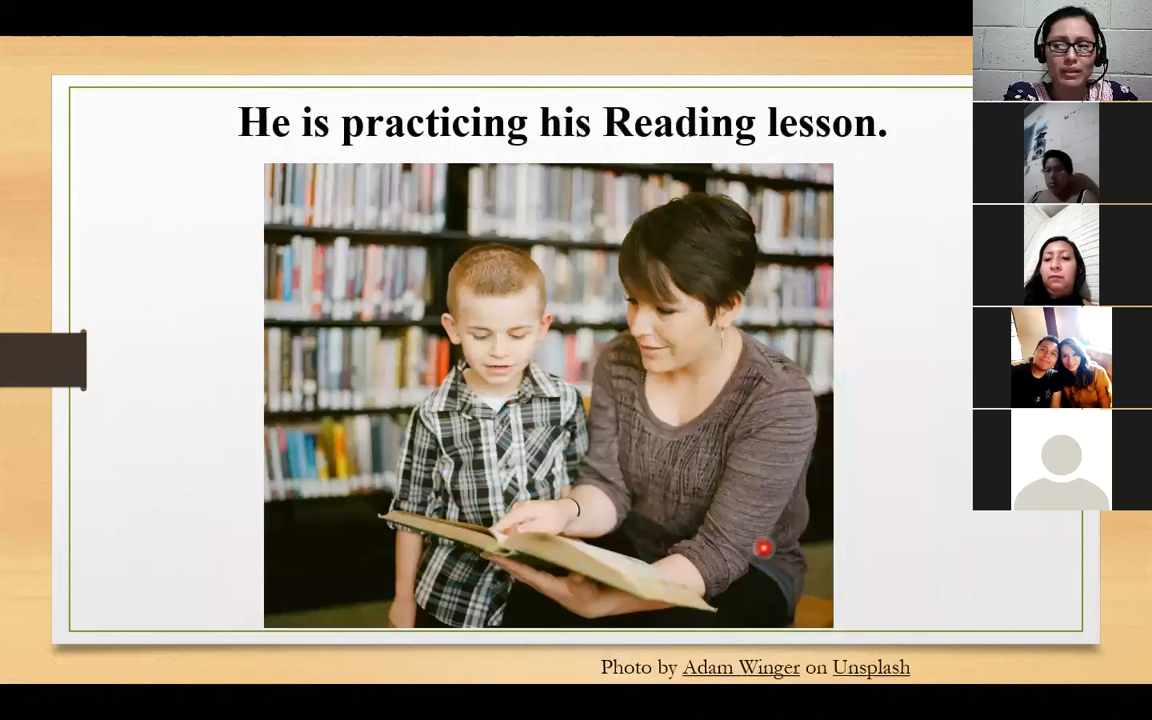 He is practicing his Reading lesson.
Photo by Adam Winger on Unsplash